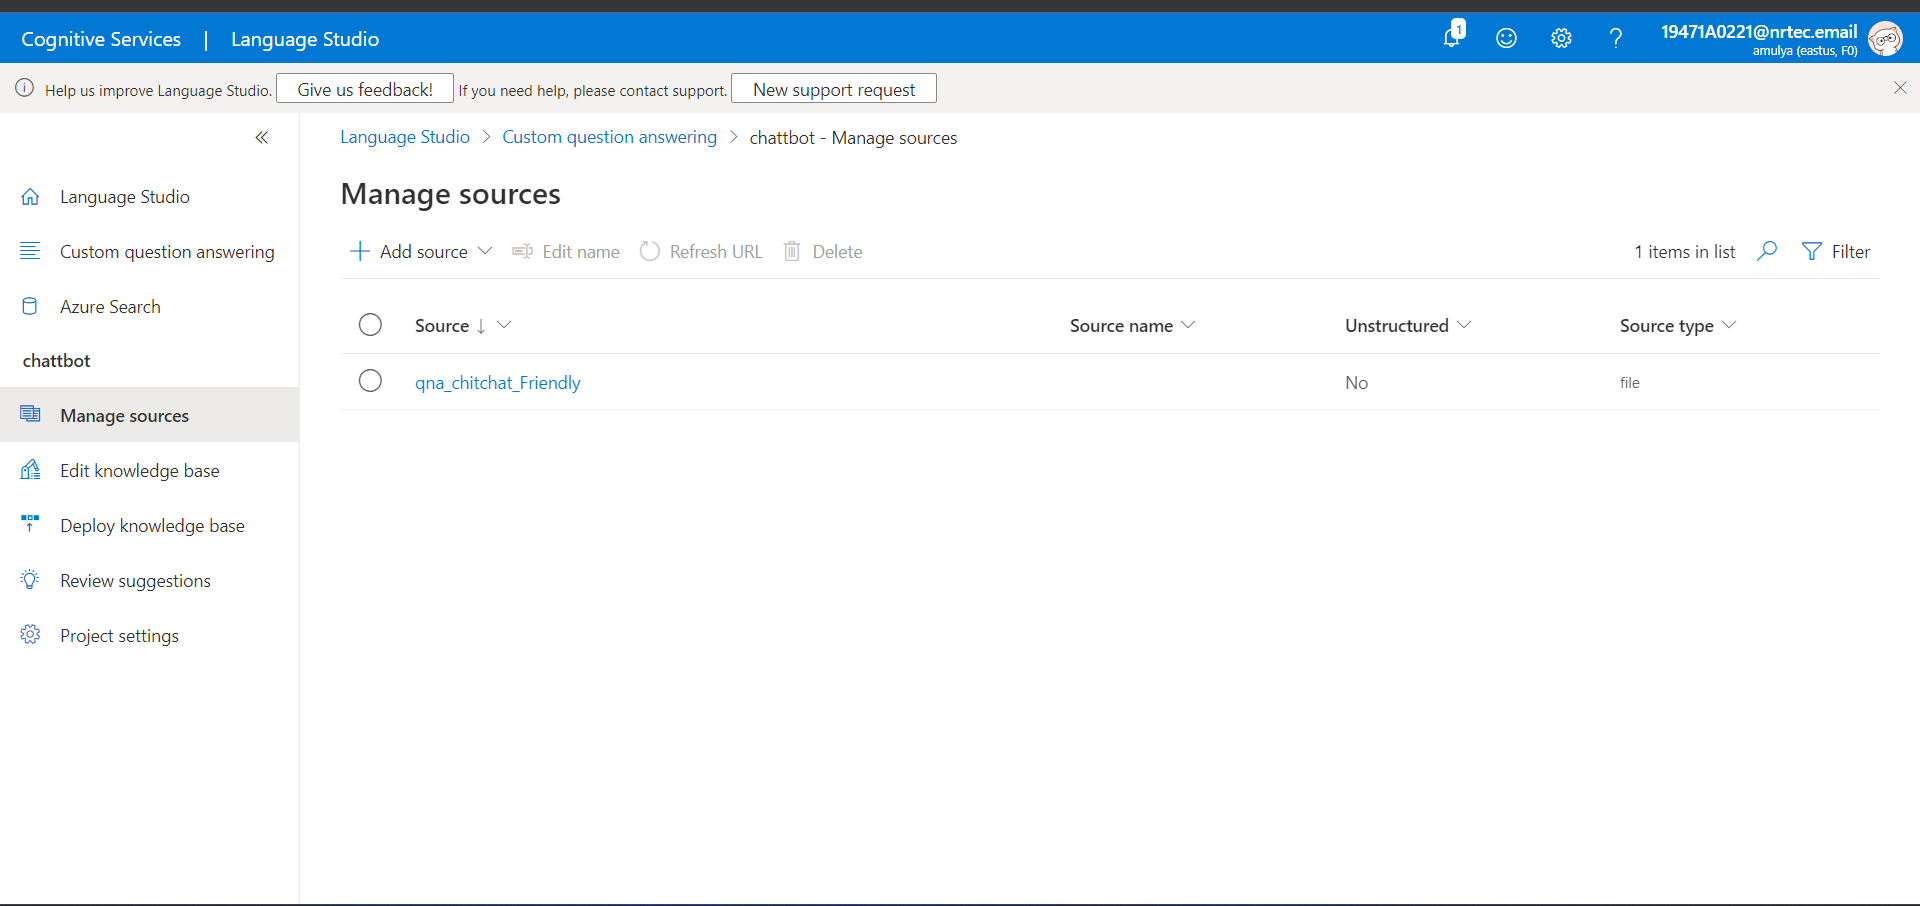 Cognitive Services | Language Studio
1
19471A0221@nrtec.email
amulya (eastus, F0)
Help us improve Language Studio. Give us feedback! If you need help, please contact support. New support request
Language Studio > Custom question answering > chattbot - Manage sources
Language Studio
Custom question answering
Azure Search
chattbot
Manage sources
Edit knowledge base
Deploy knowledge base
Review suggestions
Project settings
Manage sources
Add source Edit name Refresh URL Delete 1 items in list Filter
Source ↓ Source name Unstructured Source type
qna_chitchat_Friendly No file